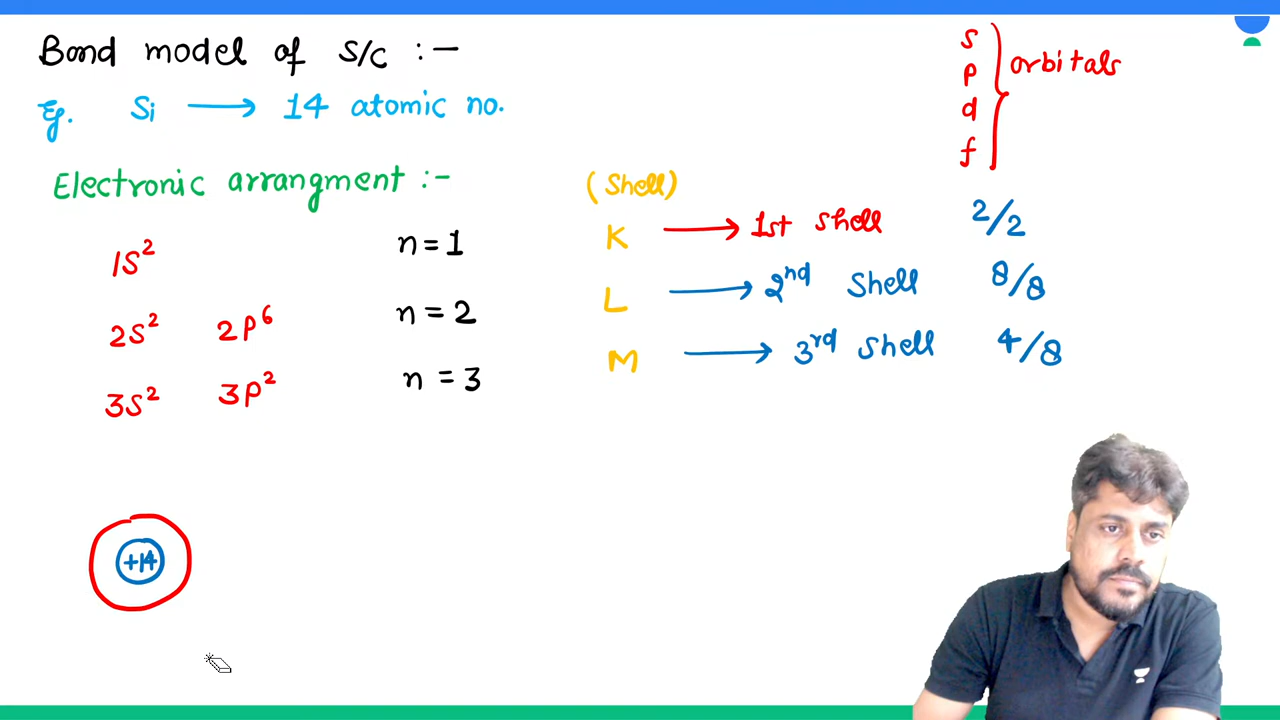 Bond model of S/C :-
Eg. Si → 14 atomic no.
s
p
d
f
orbitals
Electronic arrangment :-
(Shell)
1S² n=1 K → 1st shell 2/2
2S² 2P⁶ n=2 L → 2nd Shell 8/8
3S² 3P² n=3 M → 3rd Shell 4/8
+14